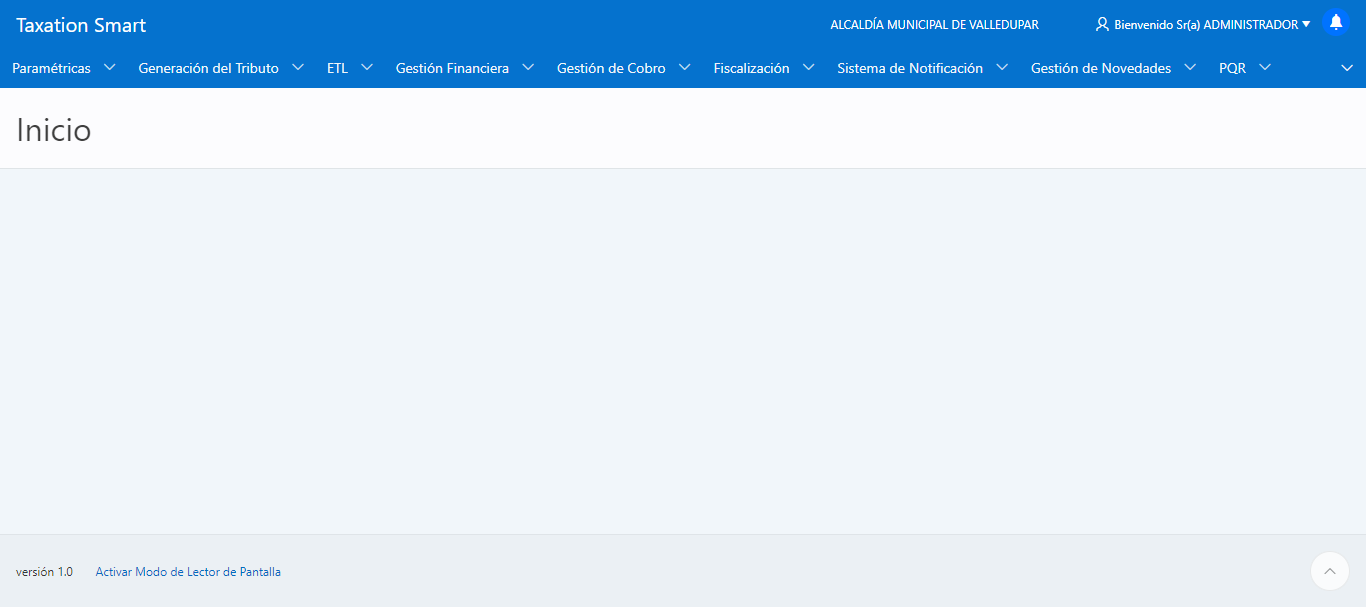 Taxation Smart
ALCALDÍA MUNICIPAL DE VALLEDUPAR
Bienvenido Sr(a) ADMINISTRADOR
Paramétricas Generación del Tributo ETL Gestión Financiera Gestión de Cobro Fiscalización Sistema de Notificación Gestión de Novedades PQR
Inicio
versión 1.0 Activar Modo de Lector de Pantalla